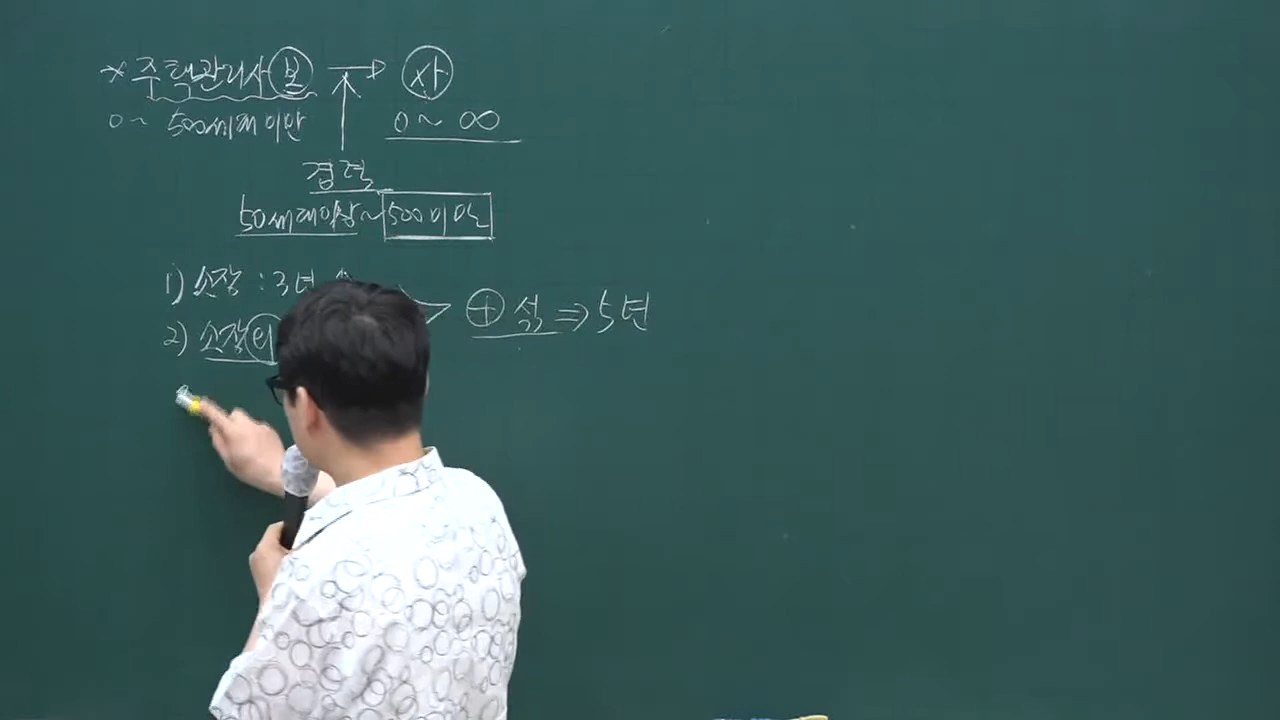 * 주택관리사보 → 사
0 ~ 500세대 미만
0 ~ ∞
경력
50세대이상 ~ 500미만
1) 소장 : 3년
2) 소장외
⊕ 식 ⇒ 5년